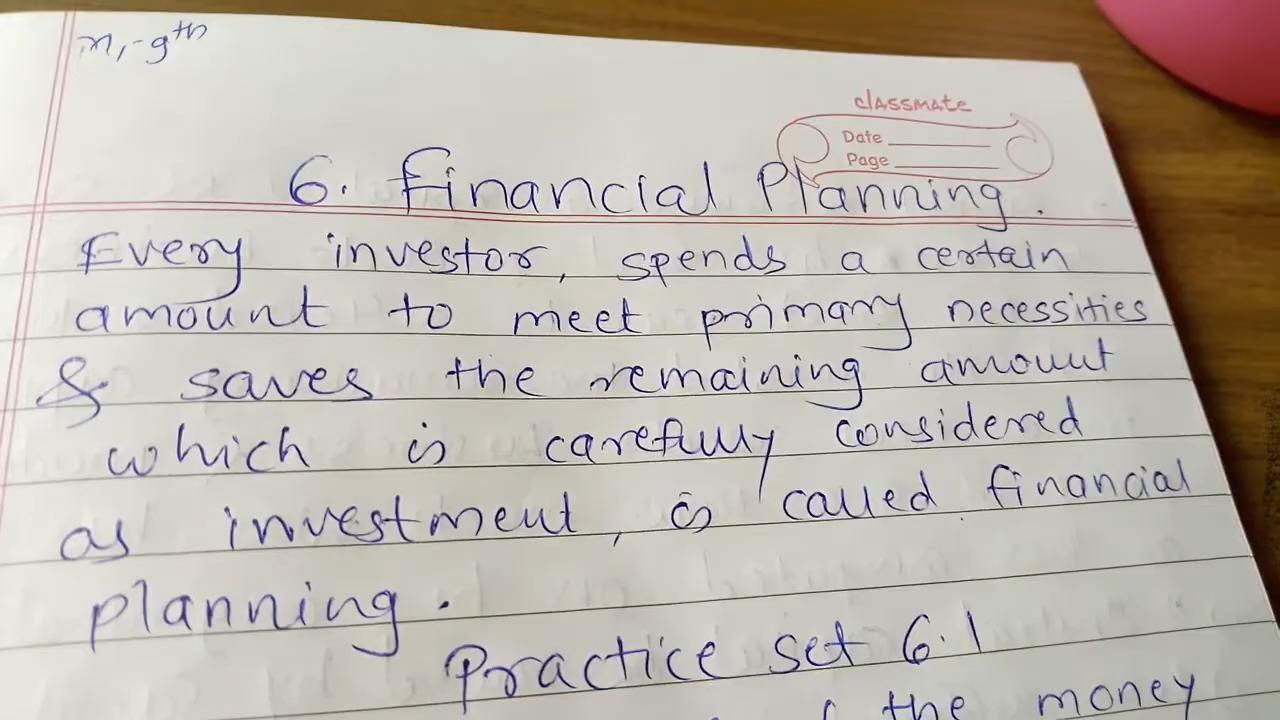 m,-9th
classmate
Date
Page
6. Financial Planning.
Every investor, spends a certain
amount to meet primary necessities
& saves the remaining amount
which is carefully considered
as investment, is called financial
planning.
Practice set 6.1
the money